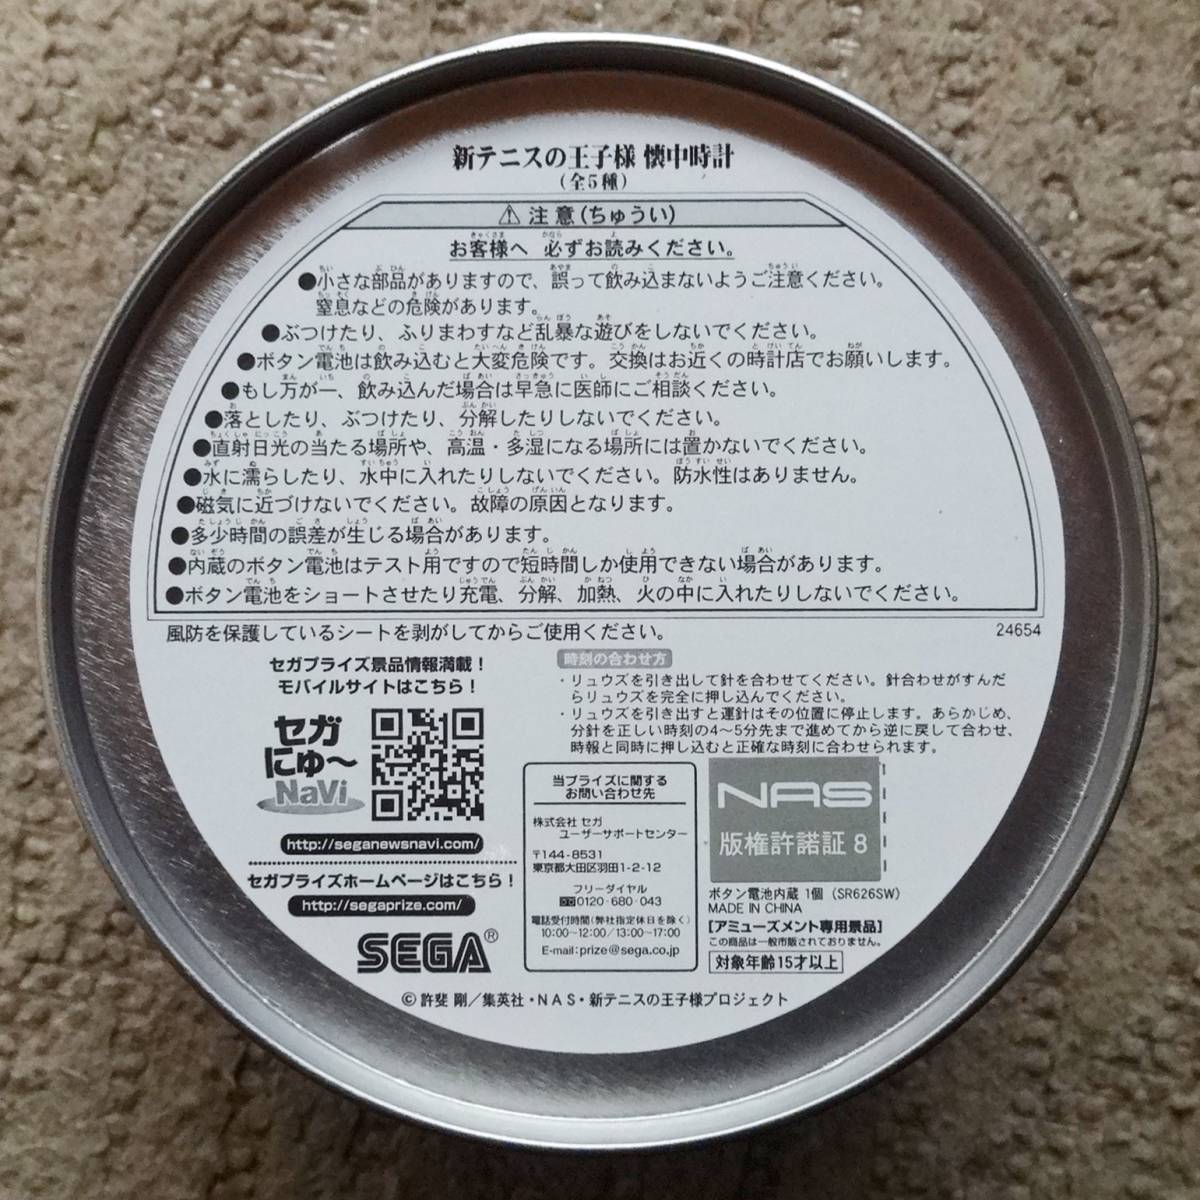 新テニスの王子様 懐中時計
(全5種)
⚠ 注意(ちゅうい)
お客様へ 必ずお読みください。
●小さな部品がありますので、誤って飲み込まないようご注意ください。
窒息などの危険があります。
●ぶつけたり、ふりまわすなど乱暴な遊びをしないでください。
●ボタン電池は飲み込むと大変危険です。交換はお近くの時計店でお願いします。
●もし万が一、飲み込んだ場合は早急に医師にご相談ください。
●落としたり、ぶつけたり、分解したりしないでください。
●直射日光の当たる場所や、高温・多湿になる場所には置かないでください。
●水に濡らしたり、水中に入れたりしないでください。防水性はありません。
●磁気に近づけないでください。故障の原因となります。
●多少時間の誤差が生じる場合があります。
●内蔵のボタン電池はテスト用ですので短時間しか使用できない場合があります。
●ボタン電池をショートさせたり充電、分解、加熱、火の中に入れたりしないでください。
風防を保護しているシートを剥がしてからご使用ください。
24654
セガプライズ景品情報満載!
モバイルサイトはこちら!
セガ
にゅ〜
NaVi
http://seganewsnavi.com/
セガプライズホームページはこちら!
http://segaprize.com/
SEGA®
時刻の合わせ方
・リュウズを引き出して針を合わせてください。針合わせがすんだ
らリュウズを完全に押し込んでください。
・リュウズを引き出すと運針はその位置に停止します。あらかじめ、
分針を正しい時刻の4〜5分先まで進めてから逆に戻して合わせ、
時報と同時に押し込むと正確な時刻に合わせられます。
当プライズに関する
お問い合わせ先
株式会社 セガ
ユーザーサポートセンター
〒144-8531
東京都大田区羽田1-2-12
フリーダイヤル
0120-680-043
電話受付時間(弊社指定休日を除く)
10:00~12:00/13:00~17:00
E-mail:prize@sega.co.jp
NAS
版権許諾証 8
ボタン電池内蔵 1個 (SR626SW)
MADE IN CHINA
【アミューズメント専用景品】
この商品は一般市販されておりません。
対象年齢15才以上
©許斐 剛/集英社・NAS・新テニスの王子様プロジェクト